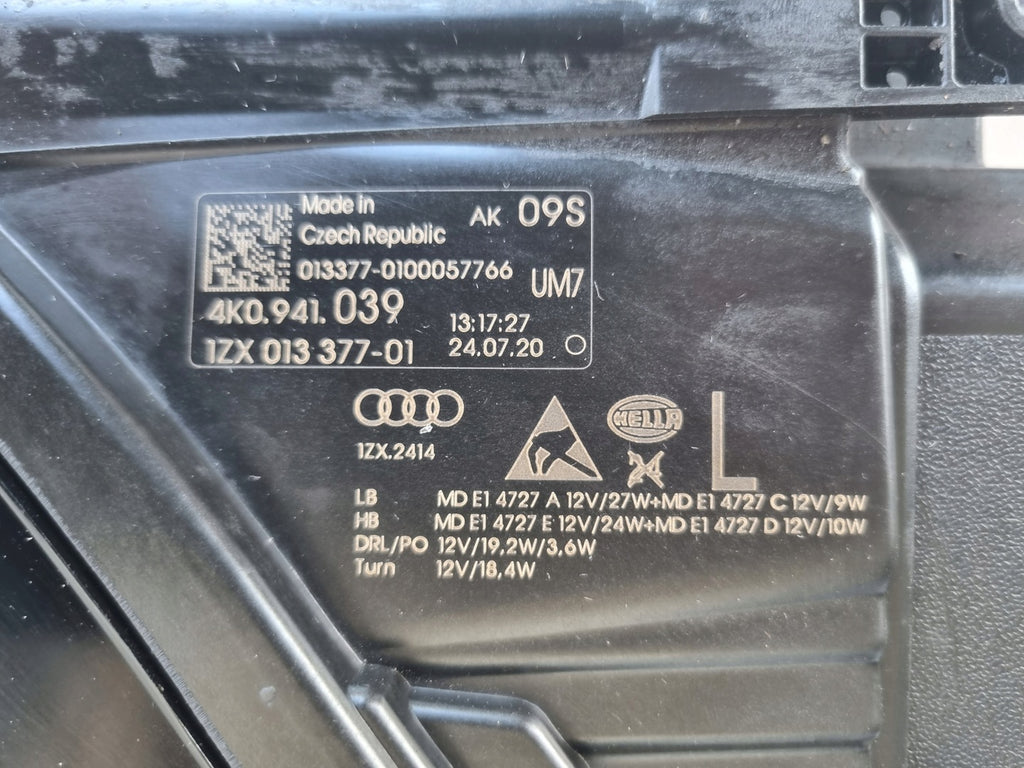 Made in
Czech Republic
AK 09S
013377-0100057766
UM7
4K0.941.039
13:17:27
1ZX 013 377-01
24.07.20
1ZX.2414
HELLA
24
L
LB MD E1 4727 A 12V/27W+MD E1 4727 C 12V/9W
HB MD E1 4727 E 12V/24W+MD E1 4727 D 12V/10W
DRL/PO 12V/19,2W/3,6W
Turn 12V/18,4W